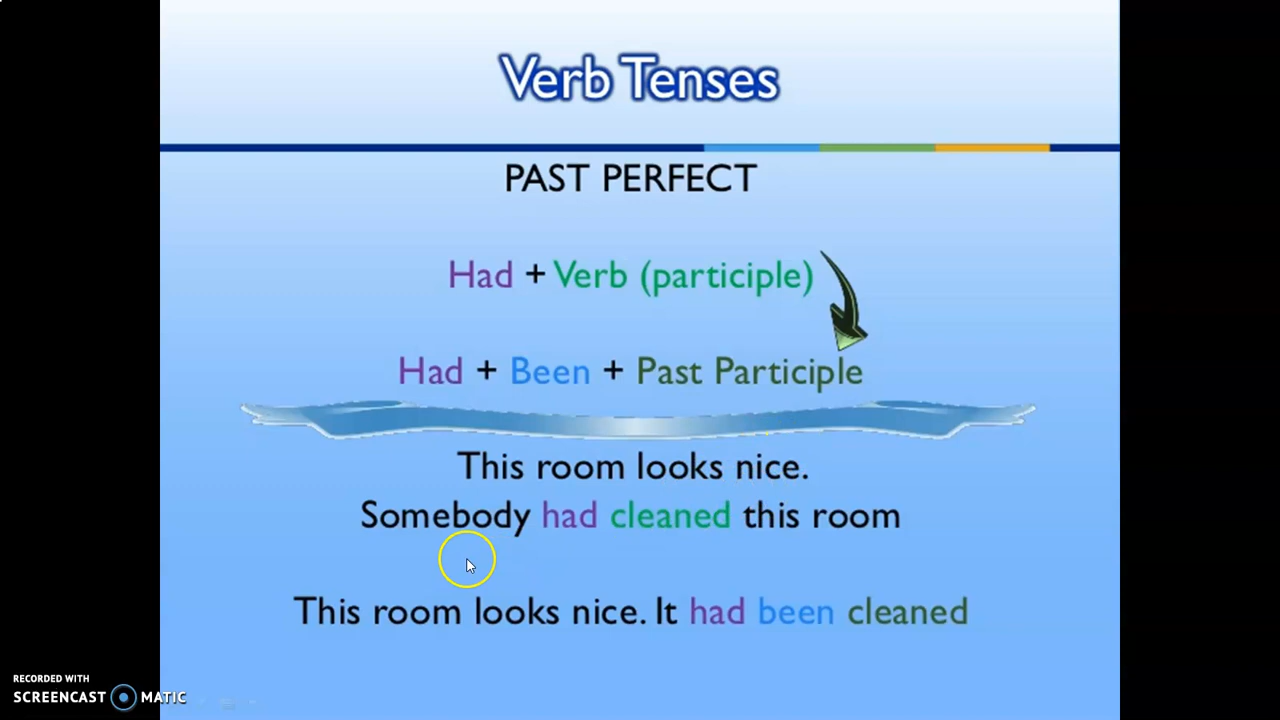 Verb Tenses
PAST PERFECT
Had + Verb (participle)
Had + Been + Past Participle
This room looks nice.
Somebody had cleaned this room
This room looks nice. It had been cleaned
RECORDED WITH
SCREENCAST MATIC